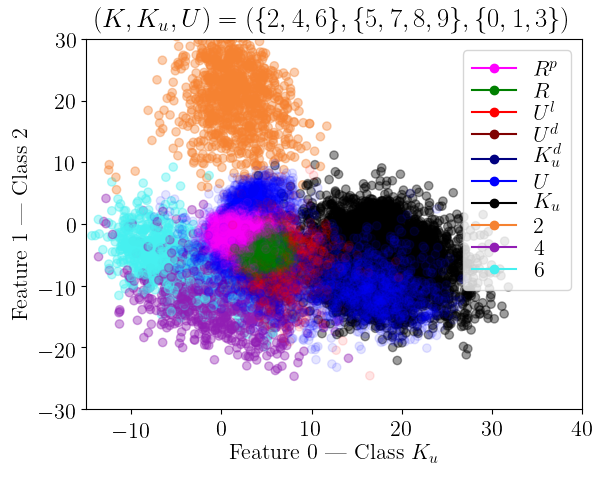 (K, K_u, U) = ({2, 4, 6}, {5, 7, 8, 9}, {0, 1, 3})
30
20
10
0
−10
−20
−30
−10
0
10
20
30
40
Feature 1 — Class 2
Feature 0 — Class K_u
R^p
R
U^l
U^d
K_u^d
U
K_u
2
4
6